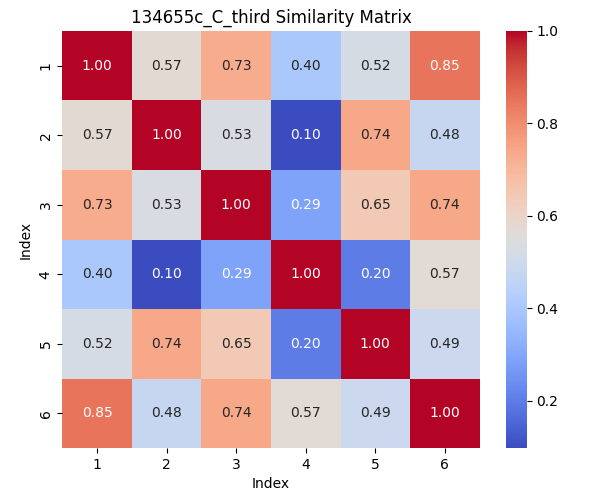 134655c_C_third Similarity Matrix
1 1.00 0.57 0.73 0.40 0.52 0.85
2 0.57 1.00 0.53 0.10 0.74 0.48
3 0.73 0.53 1.00 0.29 0.65 0.74
4 0.40 0.10 0.29 1.00 0.20 0.57
5 0.52 0.74 0.65 0.20 1.00 0.49
6 0.85 0.48 0.74 0.57 0.49 1.00
1 2 3 4 5 6
Index
Index
1.0
0.8
0.6
0.4
0.2